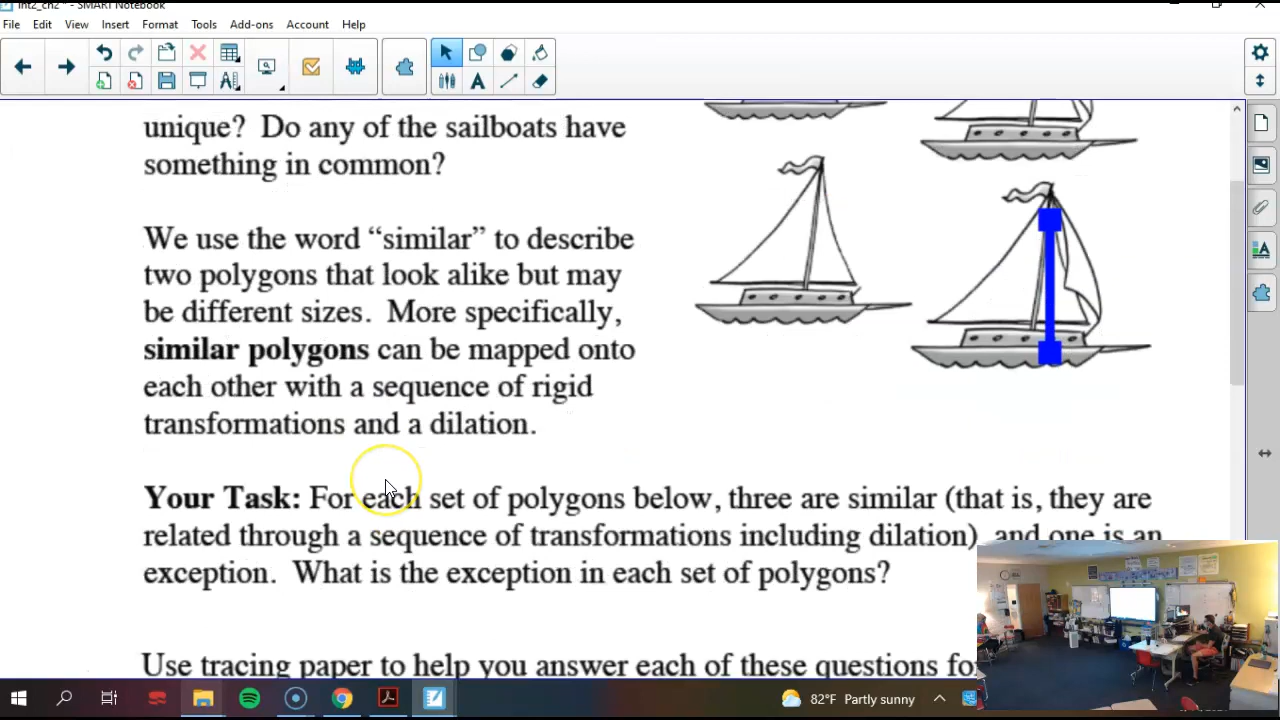 Int2_ch2 * - SMART Notebook
File Edit View Insert Format Tools Add-ons Account Help
unique? Do any of the sailboats have
something in common?
We use the word “similar” to describe
two polygons that look alike but may
be different sizes. More specifically,
similar polygons can be mapped onto
each other with a sequence of rigid
transformations and a dilation.
Your Task: For each set of polygons below, three are similar (that is, they are
related through a sequence of transformations including dilation), and one is an
exception. What is the exception in each set of polygons?
Use tracing paper to help you answer each of these questions for
82°F Partly sunny